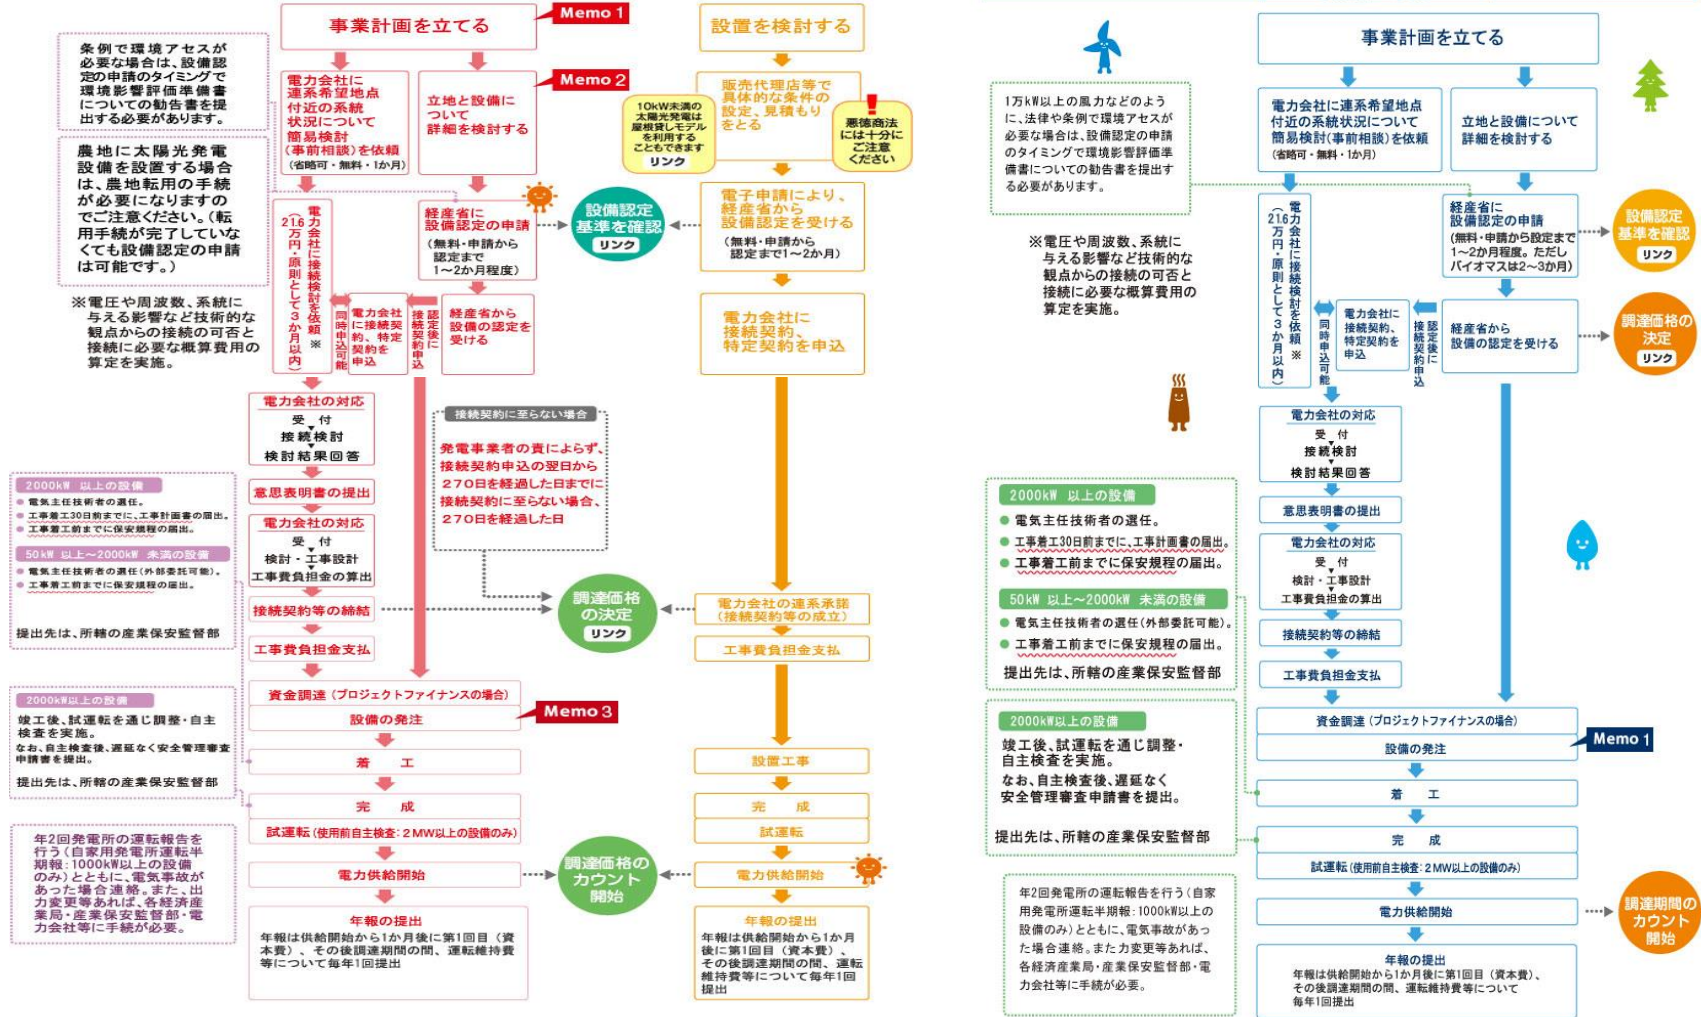 事業計画を立てる
Memo 1
電力会社に
連系希望地点
付近の系統
状況について
簡易検討
(事前相談)を依頼
(省略可・無料・1か月)
立地と設備に
ついて
詳細を検討する
Memo 2
条例で環境アセスが
必要な場合は、設備認
定の申請のタイミングで
環境影響評価準備書
についての勧告書を提
出する必要があります。
農地に太陽光発電
設備を設置する場合
は、農地転用の手続
が必要になりますの
でご注意ください。(転
用手続が完了していな
くても設備認定の申請
は可能です。)
※電圧や周波数、系統に
与える影響など技術的な
観点からの接続の可否と
接続に必要な概算費用の
算定を実施。
電力会社に接続検討を依頼 ※
(21.6万円・原則として3か月以内)
経産省に
設備認定の申請
(無料・申請から
認定まで
1〜2か月程度)
設備認定
基準を確認
リンク
同時申込可能
電力会社
に接続契
約、特定
契約を
申込
認定後に
接続契約申込
経産省から
設備の認定を
受ける
電力会社の対応
受 付
接続検討
検討結果回答
意思表明書の提出
電力会社の対応
受 付
検討・工事設計
工事費負担金の算出
接続契約等の締結
工事費負担金支払
接続契約に至らない場合
発電事業者の責によらず、
接続契約申込の翌日から
270日を経過した日までに
接続契約に至らない場合、
270日を経過した日
調達価格
の決定
リンク
2000kW 以上の設備
電気主任技術者の選任。
工事着工30日前までに、工事計画書の届出。
工事着工前までに保安規程の届出。
50kW 以上〜2000kW 未満の設備
電気主任技術者の選任(外部委託可能)。
工事着工前までに保安規程の届出。
提出先は、所轄の産業保安監督部
資金調達(プロジェクトファイナンスの場合)
設備の発注
Memo 3
2000kW以上の設備
竣工後、試運転を通じ調整・自主
検査を実施。
なお、自主検査後、遅延なく安全管理審査
申請書を提出。
提出先は、所轄の産業保安監督部
着 工
完 成
試運転(使用前自主検査:2MW以上の設備のみ)
電力供給開始
調達価格の
カウント
開始
年2回発電所の運転報告を
行う(自家用発電所運転半
期報:1000kW以上の設備
のみ)とともに、電気事故が
あった場合連絡。また、出
力変更等あれば、各経済産
業局・産業保安監督部・電
力会社等に手続が必要。
年報の提出
年報は供給開始から1か月後に第1回目(資
本費)、その後調達期間の間、運転維持費
等について毎年1回提出
設置を検討する
販売代理店等で
具体的な条件の
設定、見積もり
をとる
10kW未満の
太陽光発電は
屋根貸しモデル
を利用する
こともできます
リンク
!
悪徳商法
には十分に
ご注意
ください
電子申請により、
経産省から
設備認定を受ける
(無料・申請から
認定まで1〜2か月)
電力会社に
接続契約、
特定契約を申込
電力会社の連系承諾
(接続契約等の成立)
工事費負担金支払
設置工事
完 成
試運転
電力供給開始
年報の提出
年報は供給開始から1か月
後に第1回目(資本費)、
その後調達期間の間、運転
維持費等について毎年1回
提出
事業計画を立てる
電力会社に連系希望地点
付近の系統状況について
簡易検討(事前相談)を依頼
(省略可・無料・1か月)
立地と設備について
詳細を検討する
1万kW以上の風力などのよう
に、法律や条例で環境アセスが
必要な場合は、設備認定の申請
のタイミングで環境影響評価準
備書についての勧告書を提出す
る必要があります。
※電圧や周波数、系統に
与える影響など技術的な
観点からの接続の可否と
接続に必要な概算費用の
算定を実施。
電力会社に接続検討を依頼 ※
(21.6万円・原則として3か月以内)
経産省に
設備認定の申請
(無料・申請から設定まで
1〜2か月程度。ただし
バイオマスは2〜3か月)
設備認定
基準を確認
リンク
同時申込可能
電力会社に
接続契約、
特定契約を
申込
認定後に
接続契約申込
経産省から
設備の認定を受ける
調達価格の
決定
リンク
電力会社の対応
受 付
接続検討
検討結果回答
意思表明書の提出
電力会社の対応
受 付
検討・工事設計
工事費負担金の算出
接続契約等の締結
工事費負担金支払
2000kW 以上の設備
電気主任技術者の選任。
工事着工30日前までに、工事計画書の届出。
工事着工前までに保安規程の届出。
50kW 以上〜2000kW 未満の設備
電気主任技術者の選任(外部委託可能)。
工事着工前までに保安規程の届出。
提出先は、所轄の産業保安監督部
資金調達(プロジェクトファイナンスの場合)
設備の発注
Memo 1
2000kW以上の設備
竣工後、試運転を通じ調整・
自主検査を実施。
なお、自主検査後、遅延なく
安全管理審査申請書を提出。
提出先は、所轄の産業保安監督部
着 工
完 成
試運転(使用前自主検査:2MW以上の設備のみ)
電力供給開始
調達期間の
カウント
開始
年2回発電所の運転報告を行う(自家
用発電所運転半期報:1000kW以上の
設備のみ)とともに、電気事故があっ
た場合連絡。また力変更等あれば、
各経済産業局・産業保安監督部・電
力会社等に手続が必要。
年報の提出
年報は供給開始から1か月後に第1回目(資本費)、
その後調達期間の間、運転維持費等について
毎年1回提出